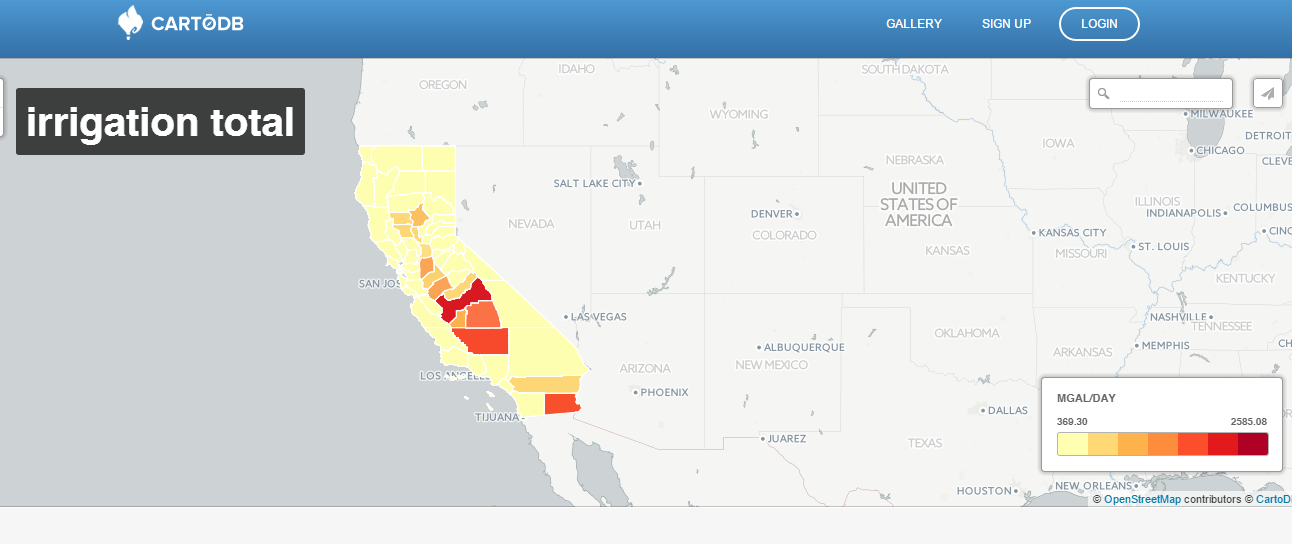 CARTODB
GALLERY
SIGN UP
LOGIN
irrigation total
OREGON
IDAHO
SOUTH DAKOTA
WYOMING
MILWAUKEE
DETROIT
IOWA
CHICAGO
NEBRASKA
SALT LAKE CITY
UNITED
STATES OF
AMERICA
ILLINOIS
INDIANAPOLIS
COLUMBUS
DENVER
NEVADA
UTAH
COLORADO
KANSAS CITY
KANSAS
ST. LOUIS
MISSOURI
KENTUCKY
SAN JOS
LAS VEGAS
NASHVILLE
TENNESSEE
OKLAHOMA
ALBUQUERQUE
MEMPHIS
ARKANSAS
ARIZONA
NEW MEXICO
LOS ANGELES
PHOENIX
DALLAS
TIJUANA
JUAREZ
TEXAS
MGAL/DAY
369.30
2585.08
HOUSTON
NEW ORLEANS
© OpenStreetMap contributors © CartoD